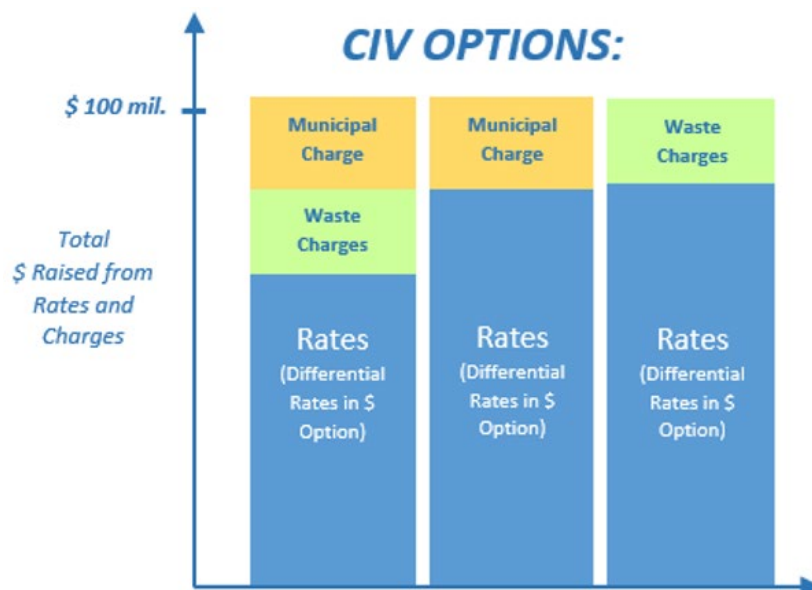 CIV OPTIONS:
$ 100 mil.
Total
$ Raised from
Rates and
Charges
Municipal
Charge
Waste
Charges
Rates
(Differential
Rates in $
Option)
Municipal
Charge
Rates
(Differential
Rates in $
Option)
Waste
Charges
Rates
(Differential
Rates in $
Option)